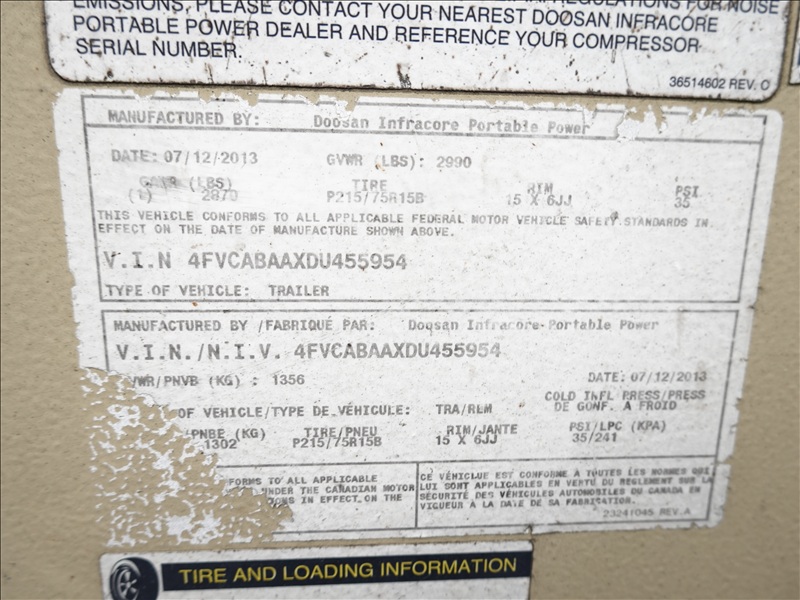 EMISSIONS, PLEASE CONTACT YOUR NEAREST DOOSAN INFRACORE
PORTABLE POWER DEALER AND REFERENCE YOUR COMPRESSOR
SERIAL NUMBER.
36514602 REV. O
MANUFACTURED BY: Doosan Infracore Portable Power
DATE: 07/12/2013 GVWR (LBS): 2990
GAWR (LBS) TIRE RIM PSI
(1) 2870 P215/75R15B 15 X 6JJ 35
THIS VEHICLE CONFORMS TO ALL APPLICABLE FEDERAL MOTOR VEHICLE SAFETY STANDARDS IN
EFFECT ON THE DATE OF MANUFACTURE SHOWN ABOVE.
V.I.N 4FVCABAAXDU455954
TYPE OF VEHICLE: TRAILER
MANUFACTURED BY /FABRIQUÉ PAR: Doosan Infracore Portable Power
V.I.N./N.I.V. 4FVCABAAXDU455954
VWR/PNVB (KG) : 1356 DATE: 07/12/2013
COLD INFL PRESS/PRESS
OF VEHICLE/TYPE DE VÉHICULE: TRA/REM DE GONF. A FROID
/PNBE (KG) TIRE/PNEU RIM/JANTE PSI/LPC (KPA)
1302 P215/75R15B 15 X 6JJ 35/241
FORMS TO ALL APPLICABLE
UNDER THE CANADIAN MOTOR
IONS IN EFFECT ON THE
CE VÉHICULE EST CONFORME À TOUTES LES NORMES QUI
LUI SONT APPLICABLES EN VERTU DU REGLEMENT SUR LA
SÉCURITÉ DES VÉHICULES AUTOMOBILES DU CANADA EN
VIGUEUR À LA DATE DE SA FABRICATION.
23241045 REV.A
TIRE AND LOADING INFORMATION